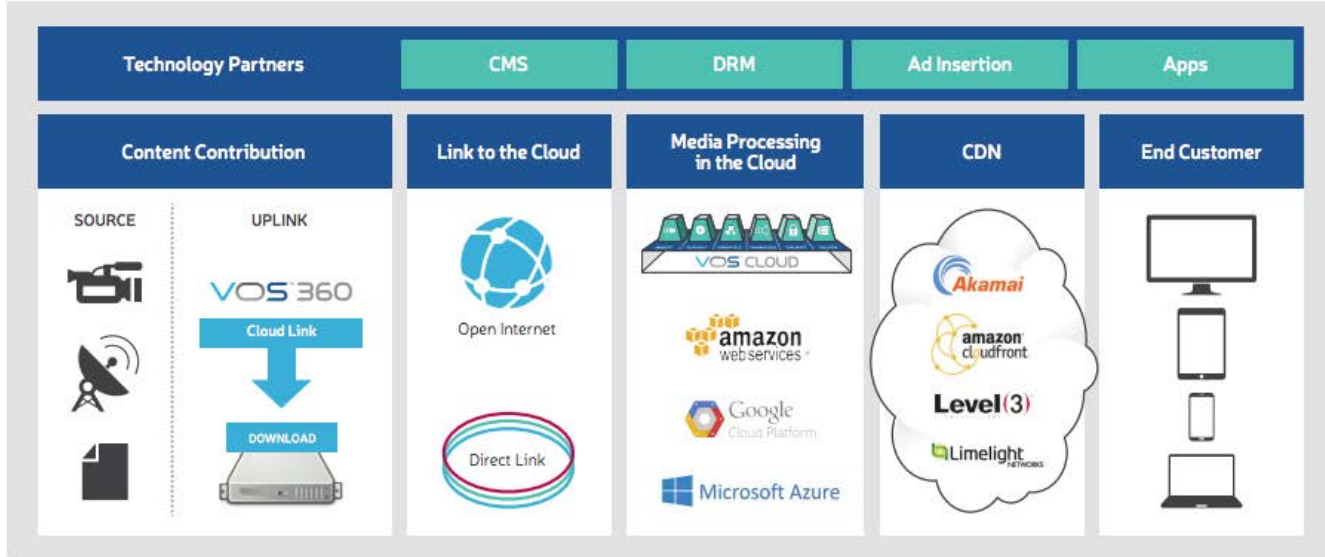 Technology Partners
CMS
DRM
Ad Insertion
Apps
Content Contribution
Link to the Cloud
Media Processing
in the Cloud
CDN
End Customer
SOURCE
UPLINK
VOS™360
Cloud Link
DOWNLOAD
Open Internet
Direct Link
VOS CLOUD
amazon
web services
Google
Cloud Platform
Microsoft Azure
Akamai
amazon
cloudfront
Level(3)
Limelight
NETWORKS